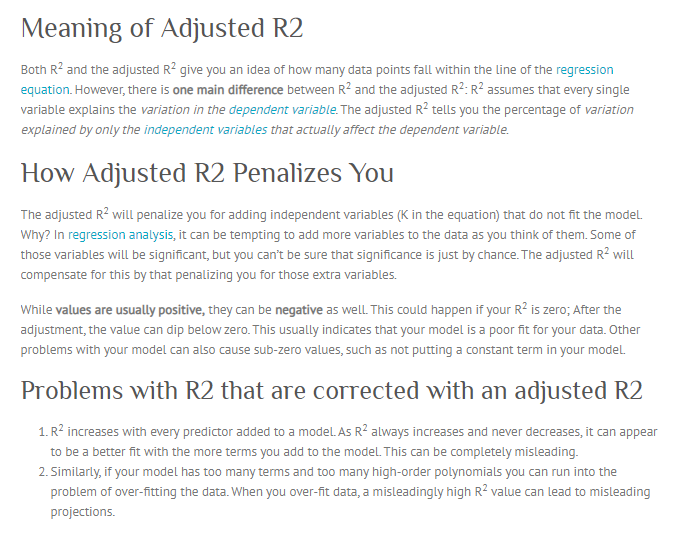 Meaning of Adjusted R2
Both R² and the adjusted R² give you an idea of how many data points fall within the line of the regression
equation. However, there is one main difference between R² and the adjusted R²: R² assumes that every single
variable explains the variation in the dependent variable. The adjusted R² tells you the percentage of variation
explained by only the independent variables that actually affect the dependent variable.
How Adjusted R2 Penalizes You
The adjusted R² will penalize you for adding independent variables (K in the equation) that do not fit the model.
Why? In regression analysis, it can be tempting to add more variables to the data as you think of them. Some of
those variables will be significant, but you can't be sure that significance is just by chance. The adjusted R² will
compensate for this by that penalizing you for those extra variables.
While values are usually positive, they can be negative as well. This could happen if your R² is zero; After the
adjustment, the value can dip below zero. This usually indicates that your model is a poor fit for your data. Other
problems with your model can also cause sub-zero values, such as not putting a constant term in your model.
Problems with R2 that are corrected with an adjusted R2
1. R² increases with every predictor added to a model. As R² always increases and never decreases, it can appear
to be a better fit with the more terms you add to the model. This can be completely misleading.
2. Similarly, if your model has too many terms and too many high-order polynomials you can run into the
problem of over-fitting the data. When you over-fit data, a misleadingly high R² value can lead to misleading
projections.